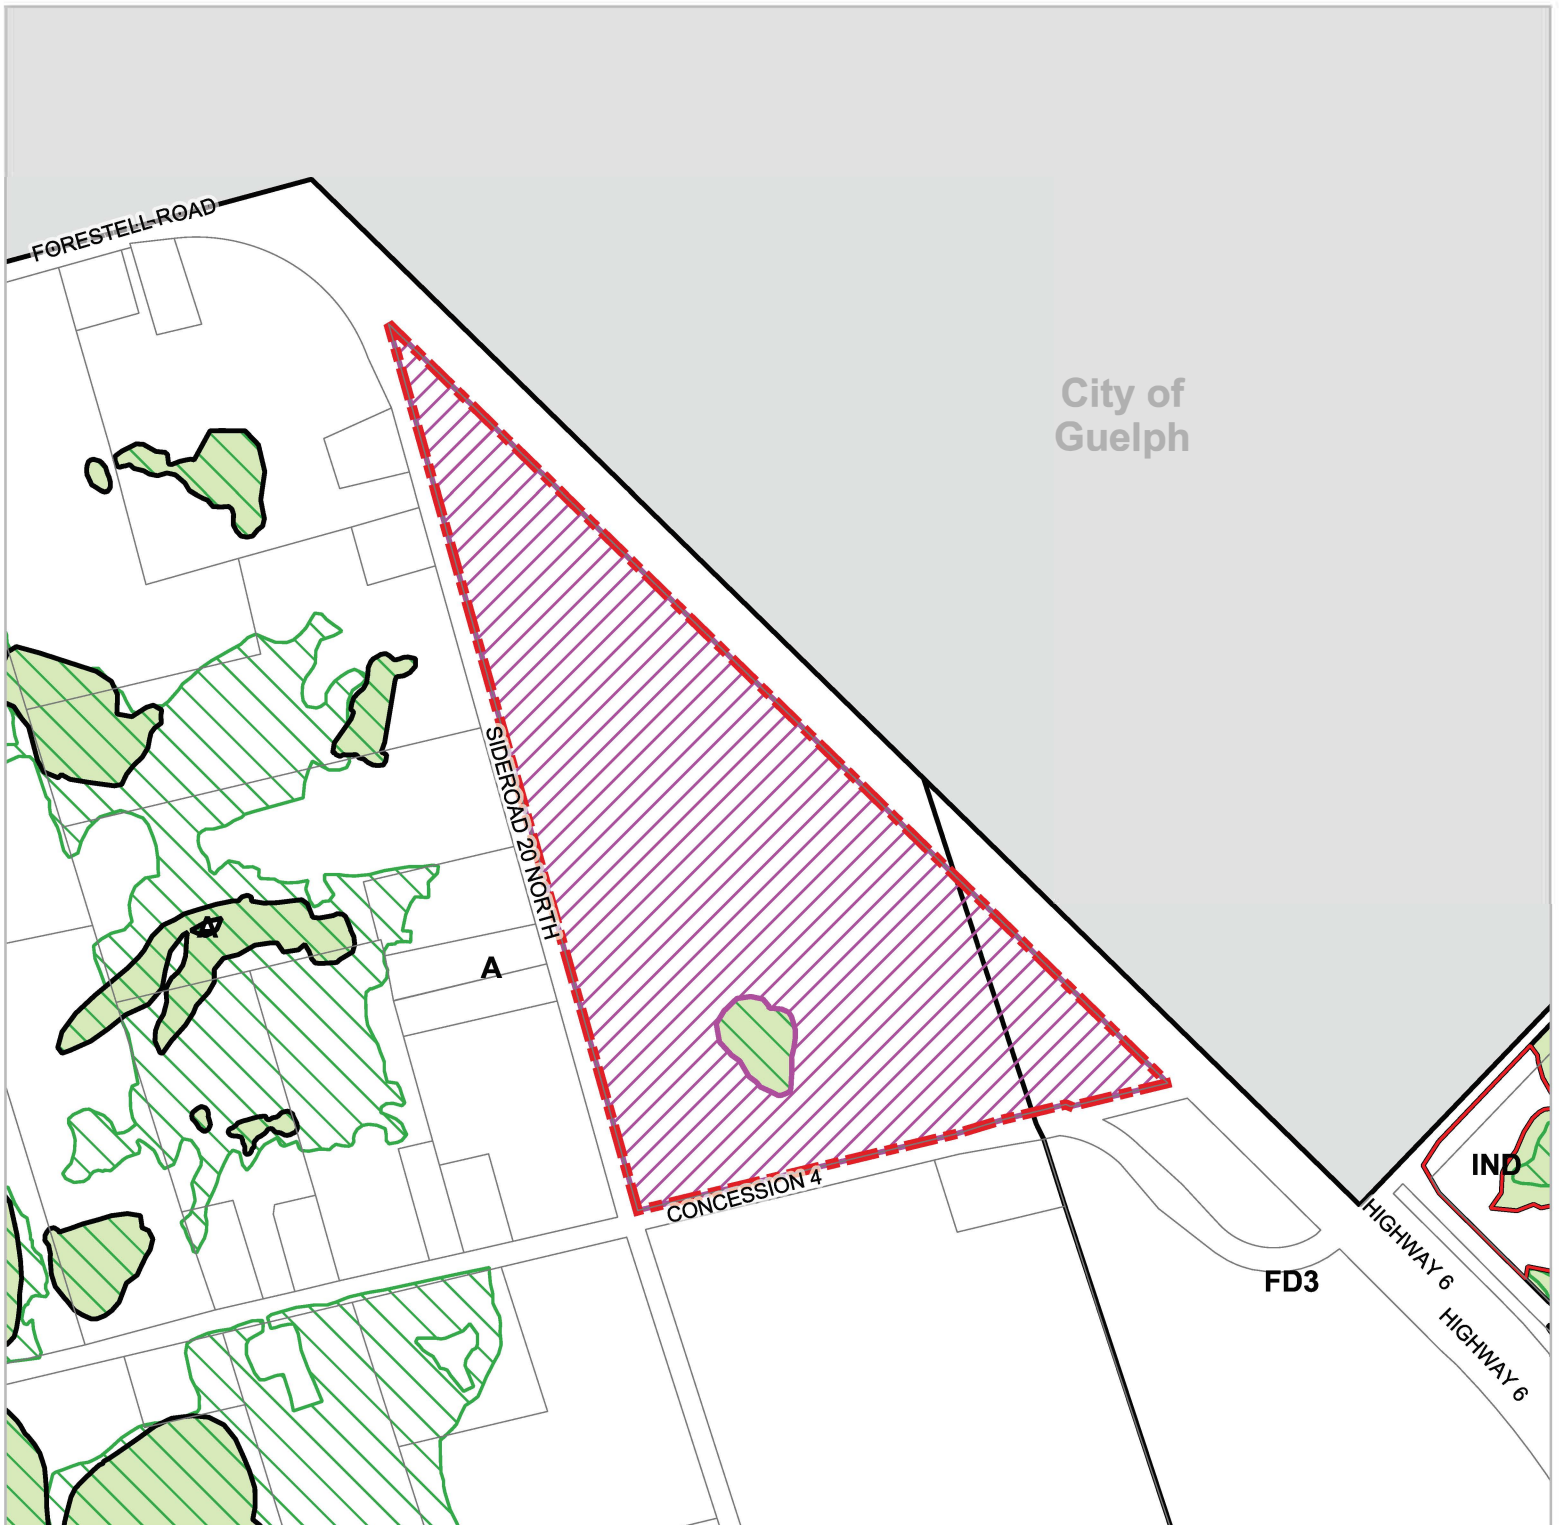 FORESTELL ROAD
City of
Guelph
SIDEROAD 20 NORTH
A
A
IND
CONCESSION 4
HIGHWAY 6
FD3
HIGHWAY 6